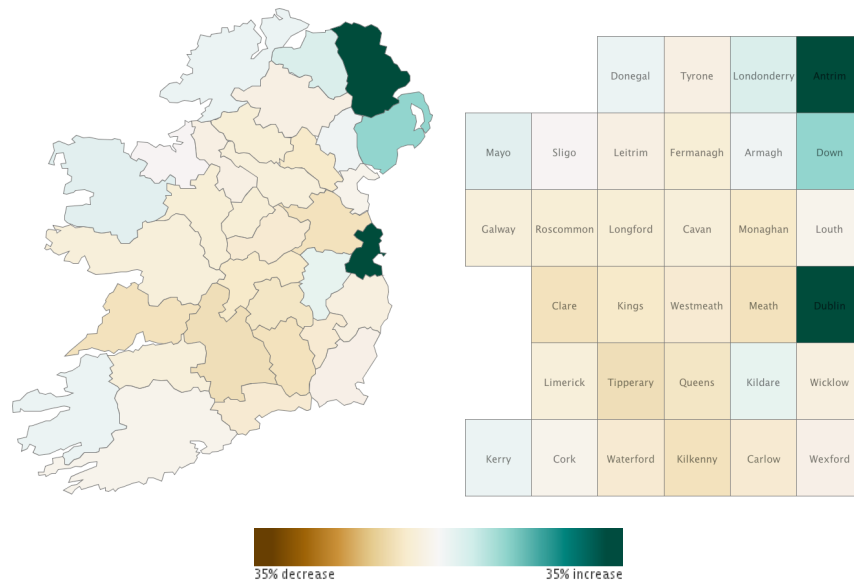 Donegal Tyrone Londonderry Antrim
Mayo Sligo Leitrim Fermanagh Armagh Down
Galway Roscommon Longford Cavan Monaghan Louth
Clare Kings Westmeath Meath Dublin
Limerick Tipperary Queens Kildare Wicklow
Kerry Cork Waterford Kilkenny Carlow Wexford
35% decrease 35% increase